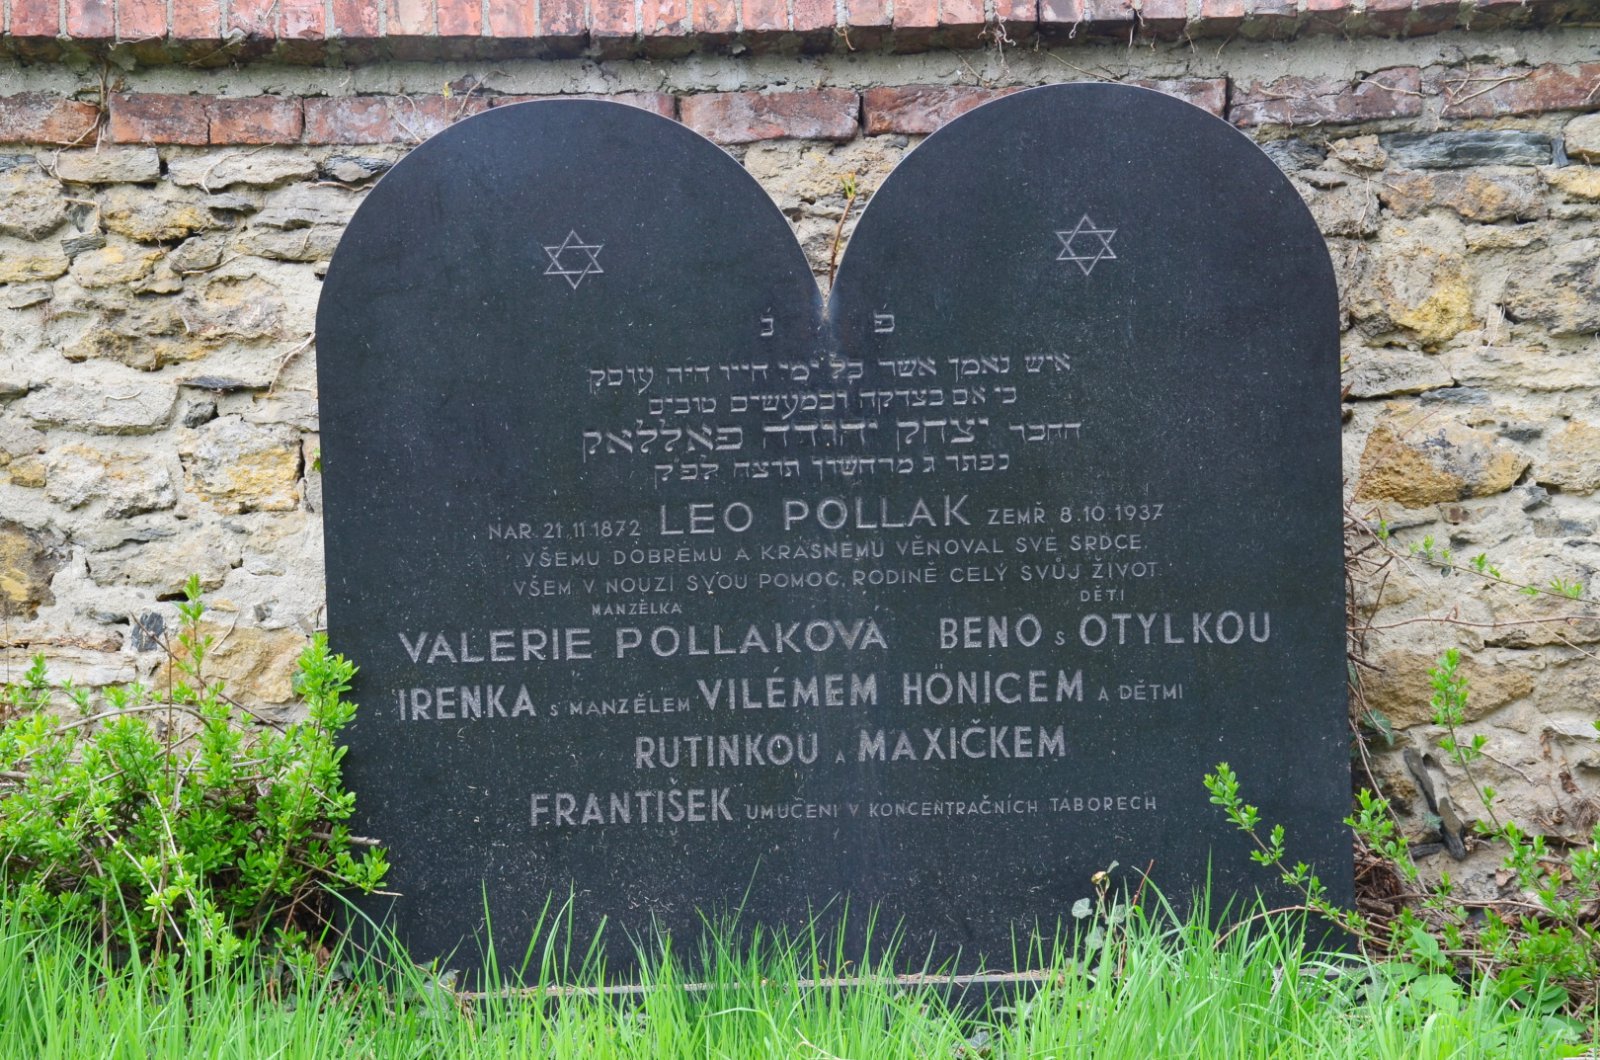 פ נ
איש נאמן אשר כל ימי חייו היה עוסק
כי אם בצדקה ובמעשים טובים
החבר יצחק יהודה פאללאק
נפתר ג מרחשון תרצח לפ״ק
NAR. 21.11.1872 LEO POLLAK ZEMŘ. 8.10.1937
VŠEMU DOBREMU A KRÁSNÉMU VĚNOVAL SVÉ SRDCE,
VŠEM V NOUZI SVOU POMOC, RODINĚ CELÝ SVŮJ ŽIVOT.
MANŽELKA DĚTI
VALERIE POLLAKOVÁ BENO S OTYLKOU
IRENKA S MANŽELEM VILÉMEM HÖNICEM A DĚTMI
RUTINKOU A MAXIČKEM
FRANTIŠEK UMUČENI V KONCENTRAČNÍCH TÁBORECH